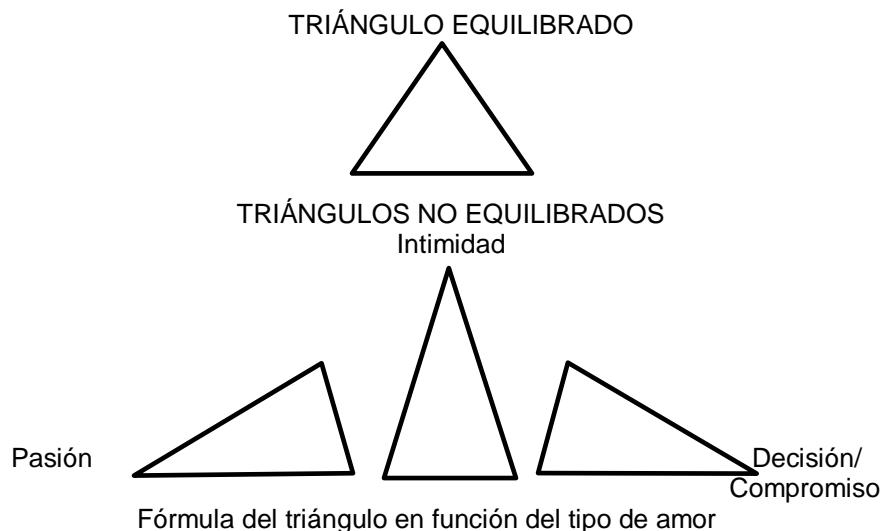 TRIÁNGULO EQUILIBRADO
TRIÁNGULOS NO EQUILIBRADOS
Intimidad
Pasión
Decisión/
Compromiso
Fórmula del triángulo en función del tipo de amor